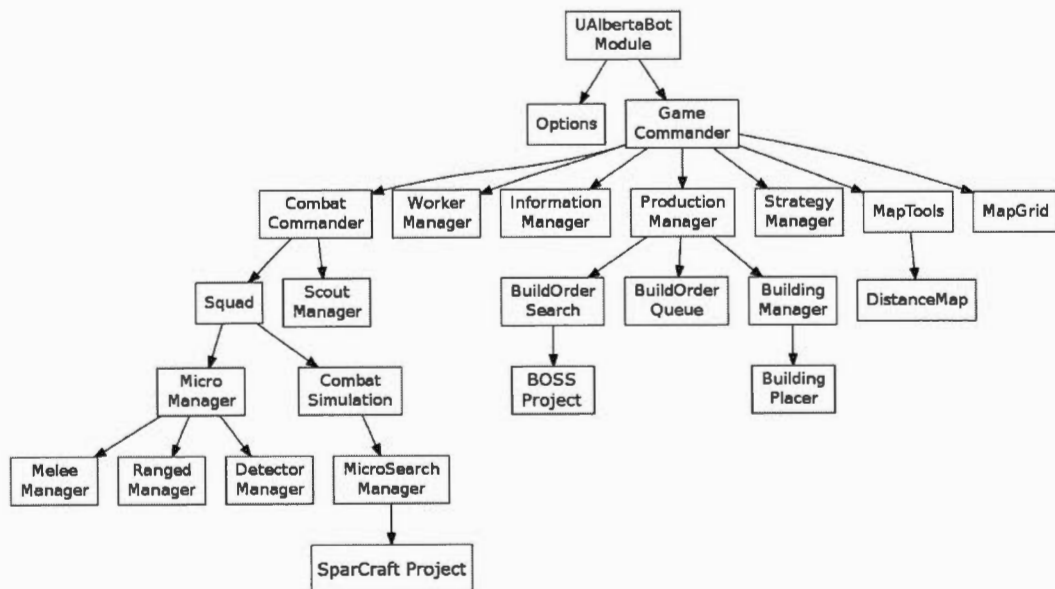 UAlbertaBot
Module
Options
Game
Commander
Combat
Commander
Worker
Manager
Information
Manager
Production
Manager
Strategy
Manager
MapTools
MapGrid
Squad
Scout
Manager
BuildOrder
Search
BuildOrder
Queue
Building
Manager
DistanceMap
Micro
Manager
Combat
Simulation
BOSS
Project
Building
Placer
Melee
Manager
Ranged
Manager
Detector
Manager
MicroSearch
Manager
SparCraft Project